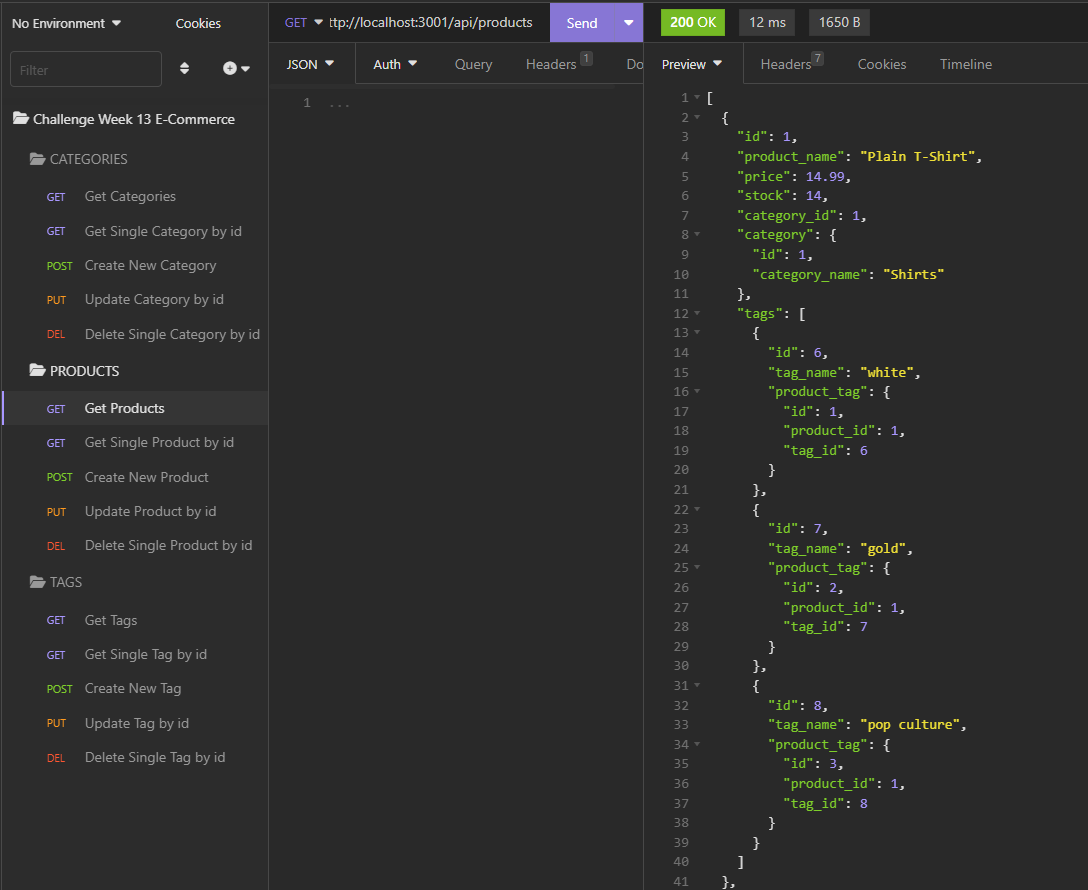 No Environment
Cookies
Filter
Challenge Week 13 E-Commerce
CATEGORIES
GET Get Categories
GET Get Single Category by id
POST Create New Category
PUT Update Category by id
DEL Delete Single Category by id
PRODUCTS
GET Get Products
GET Get Single Product by id
POST Create New Product
PUT Update Product by id
DEL Delete Single Product by id
TAGS
GET Get Tags
GET Get Single Tag by id
POST Create New Tag
PUT Update Tag by id
DEL Delete Single Tag by id
GET ttp://localhost:3001/api/products Send
JSON Auth Query Headers 1 Do
1 ...
200 OK 12 ms 1650 B
Preview Headers 7 Cookies Timeline
1 [
2 {
3 "id": 1,
4 "product_name": "Plain T-Shirt",
5 "price": 14.99,
6 "stock": 14,
7 "category_id": 1,
8 "category": {
9 "id": 1,
10 "category_name": "Shirts"
11 },
12 "tags": [
13 {
14 "id": 6,
15 "tag_name": "white",
16 "product_tag": {
17 "id": 1,
18 "product_id": 1,
19 "tag_id": 6
20 }
21 },
22 {
23 "id": 7,
24 "tag_name": "gold",
25 "product_tag": {
26 "id": 2,
27 "product_id": 1,
28 "tag_id": 7
29 }
30 },
31 {
32 "id": 8,
33 "tag_name": "pop culture",
34 "product_tag": {
35 "id": 3,
36 "product_id": 1,
37 "tag_id": 8
38 }
39 }
40 ]
41 },